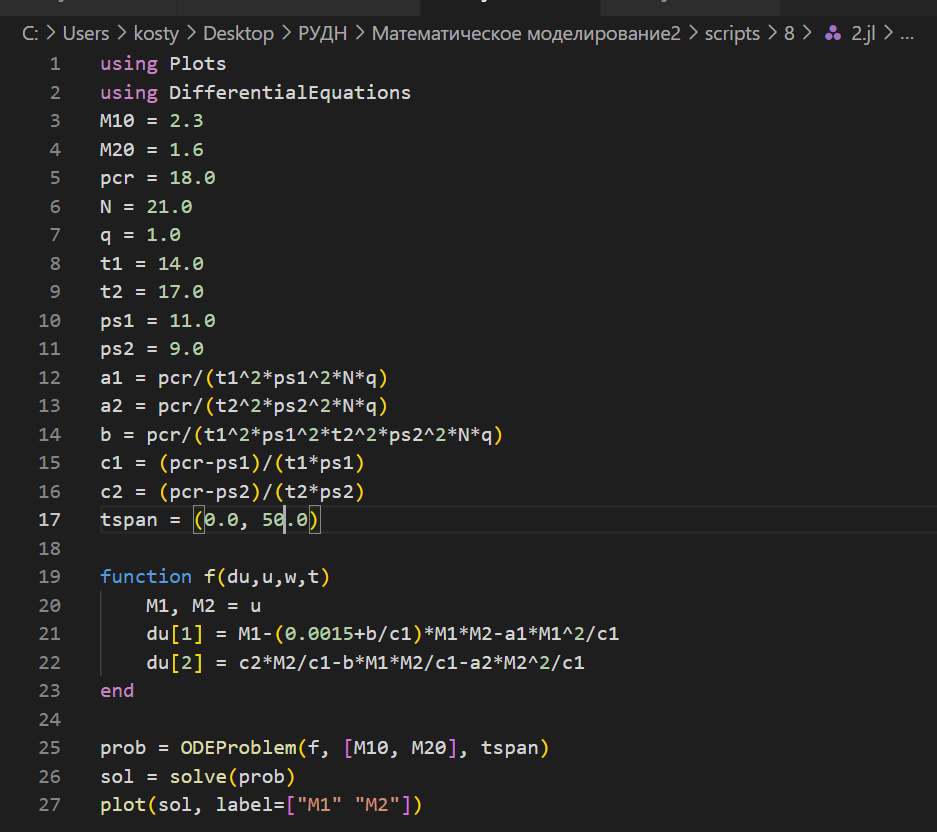 C: > Users > kosty > Desktop > РУДН > Математическое моделирование2 > scripts > 8 > 2.jl > ...
1 using Plots
2 using DifferentialEquations
3 M10 = 2.3
4 M20 = 1.6
5 pcr = 18.0
6 N = 21.0
7 q = 1.0
8 t1 = 14.0
9 t2 = 17.0
10 ps1 = 11.0
11 ps2 = 9.0
12 a1 = pcr/(t1^2*ps1^2*N*q)
13 a2 = pcr/(t2^2*ps2^2*N*q)
14 b = pcr/(t1^2*ps1^2*t2^2*ps2^2*N*q)
15 c1 = (pcr-ps1)/(t1*ps1)
16 c2 = (pcr-ps2)/(t2*ps2)
17 tspan = (0.0, 50.0)
18
19 function f(du,u,w,t)
20     M1, M2 = u
21     du[1] = M1-(0.0015+b/c1)*M1*M2-a1*M1^2/c1
22     du[2] = c2*M2/c1-b*M1*M2/c1-a2*M2^2/c1
23 end
24
25 prob = ODEProblem(f, [M10, M20], tspan)
26 sol = solve(prob)
27 plot(sol, label=["M1" "M2"])